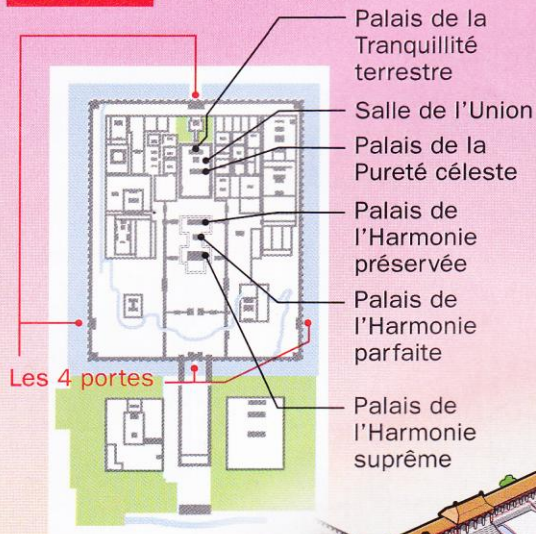 Palais de la
Tranquillité
terrestre
Salle de l'Union
Palais de la
Pureté céleste
Palais de
l'Harmonie
préservée
Palais de
l'Harmonie
parfaite
Les 4 portes
Palais de
l'Harmonie
suprême